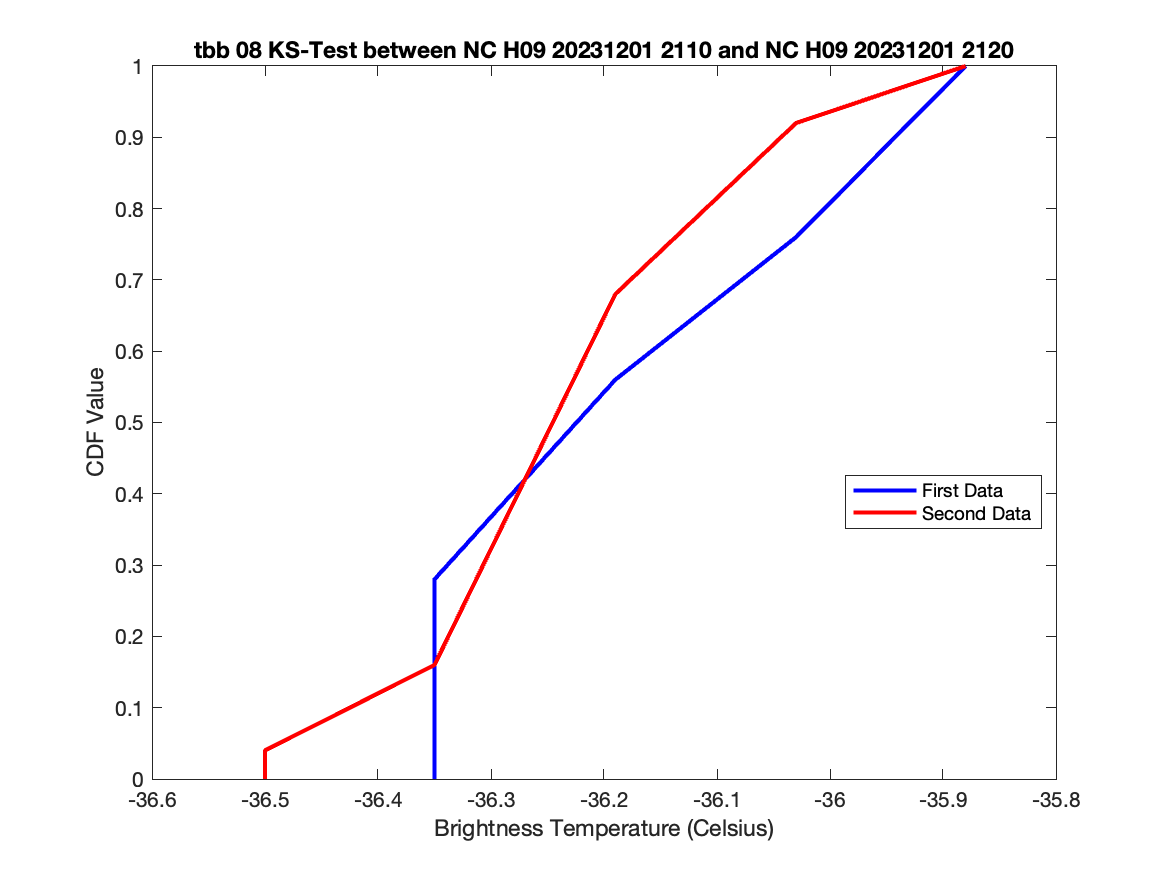 tbb 08 KS-Test between NC H09 20231201 2110 and NC H09 20231201 2120
1
0.9
0.8
0.7
0.6
0.5
0.4
0.3
0.2
0.1
0
CDF Value
First Data
Second Data
-36.6 -36.5 -36.4 -36.3 -36.2 -36.1 -36 -35.9 -35.8
Brightness Temperature (Celsius)